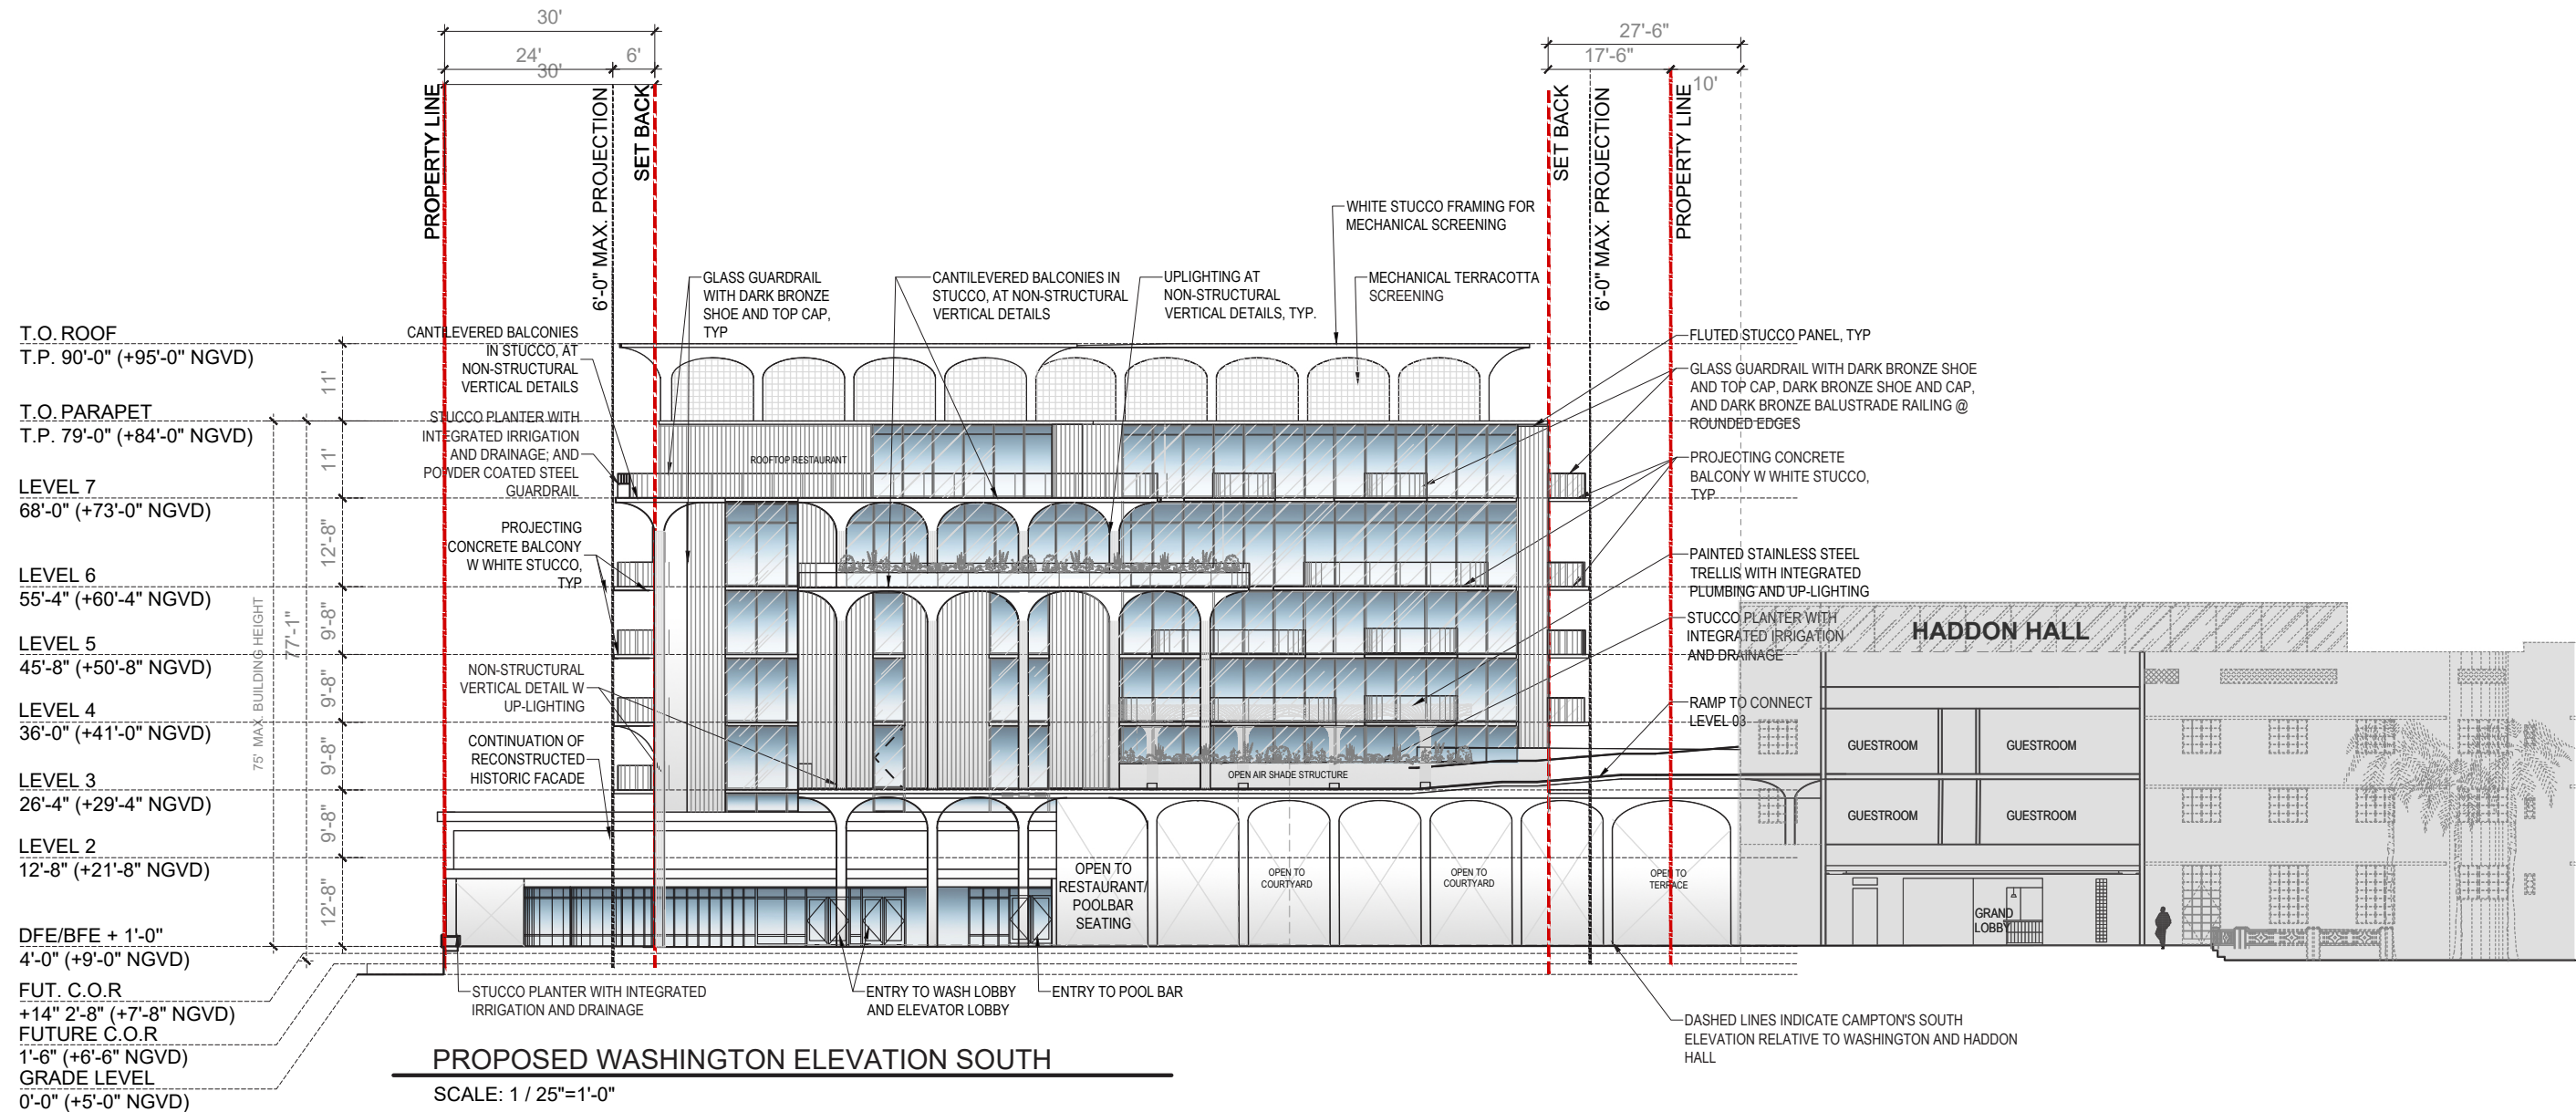 30'
24'
6'
30'
27'-6"
17'-6"
10'
PROPERTY LINE
6'-0" MAX. PROJECTION
SET BACK
SET BACK
6'-0" MAX. PROJECTION
PROPERTY LINE
WHITE STUCCO FRAMING FOR
MECHANICAL SCREENING
GLASS GUARDRAIL
WITH DARK BRONZE
SHOE AND TOP CAP,
TYP
CANTILEVERED BALCONIES IN
STUCCO, AT NON-STRUCTURAL
VERTICAL DETAILS
UPLIGHTING AT
NON-STRUCTURAL
VERTICAL DETAILS, TYP.
MECHANICAL TERRACOTTA
SCREENING
T.O. ROOF
T.P. 90'-0" (+95'-0" NGVD)
T.O. PARAPET
T.P. 79'-0" (+84'-0" NGVD)
LEVEL 7
68'-0" (+73'-0" NGVD)
LEVEL 6
55'-4" (+60'-4" NGVD)
LEVEL 5
45'-8" (+50'-8" NGVD)
LEVEL 4
36'-0" (+41'-0" NGVD)
LEVEL 3
26'-4" (+29'-4" NGVD)
LEVEL 2
12'-8" (+21'-8" NGVD)
DFE/BFE + 1'-0"
4'-0" (+9'-0" NGVD)
FUT. C.O.R
+14" 2'-8" (+7'-8" NGVD)
FUTURE C.O.R
1'-6" (+6'-6" NGVD)
GRADE LEVEL
0'-0" (+5'-0" NGVD)
75' MAX. BUILDING HEIGHT
77'-1"
11'
11'
12'-8"
9'-8"
9'-8"
9'-8"
9'-8"
12'-8"
CANTILEVERED BALCONIES
IN STUCCO, AT
NON-STRUCTURAL
VERTICAL DETAILS
STUCCO PLANTER WITH
INTEGRATED IRRIGATION
AND DRAINAGE; AND
POWDER COATED STEEL
GUARDRAIL
PROJECTING
CONCRETE BALCONY
W WHITE STUCCO,
TYP
NON-STRUCTURAL
VERTICAL DETAIL W
UP-LIGHTING
CONTINUATION OF
RECONSTRUCTED
HISTORIC FACADE
ROOFTOP RESTAURANT
FLUTED STUCCO PANEL, TYP
GLASS GUARDRAIL WITH DARK BRONZE SHOE
AND TOP CAP, DARK BRONZE SHOE AND CAP,
AND DARK BRONZE BALUSTRADE RAILING @
ROUNDED EDGES
PROJECTING CONCRETE
BALCONY W WHITE STUCCO,
TYP
PAINTED STAINLESS STEEL
TRELLIS WITH INTEGRATED
PLUMBING AND UP-LIGHTING
STUCCO PLANTER WITH
INTEGRATED IRRIGATION
AND DRAINAGE
RAMP TO CONNECT
LEVEL 03
HADDON HALL
GUESTROOM
GUESTROOM
GUESTROOM
GUESTROOM
GRAND
LOBBY
OPEN AIR SHADE STRUCTURE
OPEN TO
RESTAURANT/
POOLBAR
SEATING
OPEN TO
COURTYARD
OPEN TO
COURTYARD
OPEN TO
TERRACE
STUCCO PLANTER WITH INTEGRATED
IRRIGATION AND DRAINAGE
ENTRY TO WASH LOBBY
AND ELEVATOR LOBBY
ENTRY TO POOL BAR
DASHED LINES INDICATE CAMPTON'S SOUTH
ELEVATION RELATIVE TO WASHINGTON AND HADDON
HALL
PROPOSED WASHINGTON ELEVATION SOUTH
SCALE: 1 / 25"=1'-0"